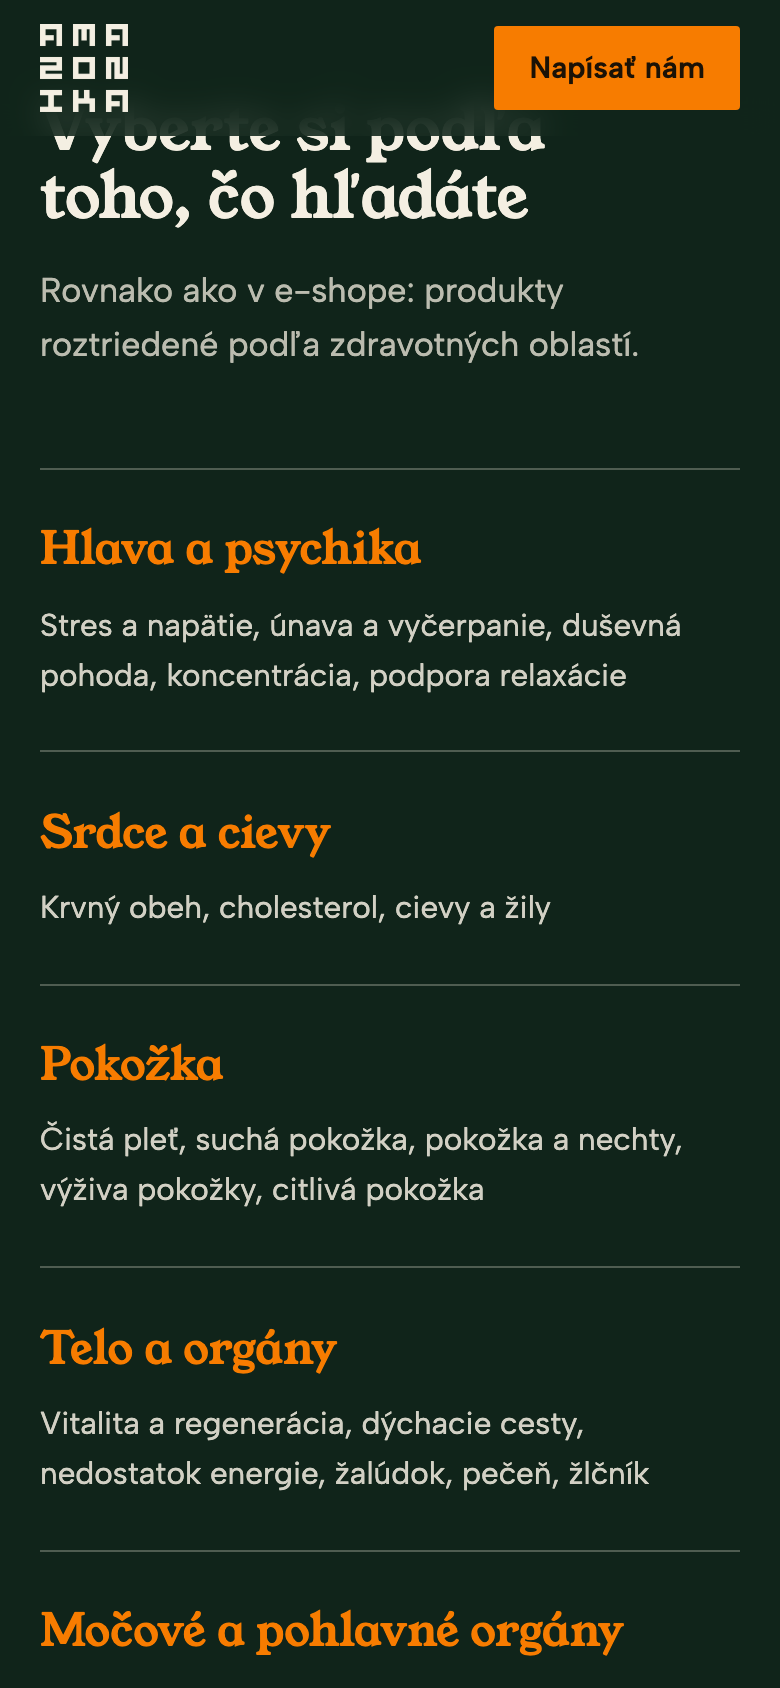 AMA
ZON
IKA
Napísať nám
Vyberte si podľa
toho, čo hľadáte
Rovnako ako v e-shope: produkty
roztriedené podľa zdravotných oblastí.
Hlava a psychika
Stres a napätie, únava a vyčerpanie, duševná
pohoda, koncentrácia, podpora relaxácie
Srdce a cievy
Krvný obeh, cholesterol, cievy a žily
Pokožka
Čistá pleť, suchá pokožka, pokožka a nechty,
výživa pokožky, citlivá pokožka
Telo a orgány
Vitalita a regenerácia, dýchacie cesty,
nedostatok energie, žalúdok, pečeň, žlčník
Močové a pohlavné orgány